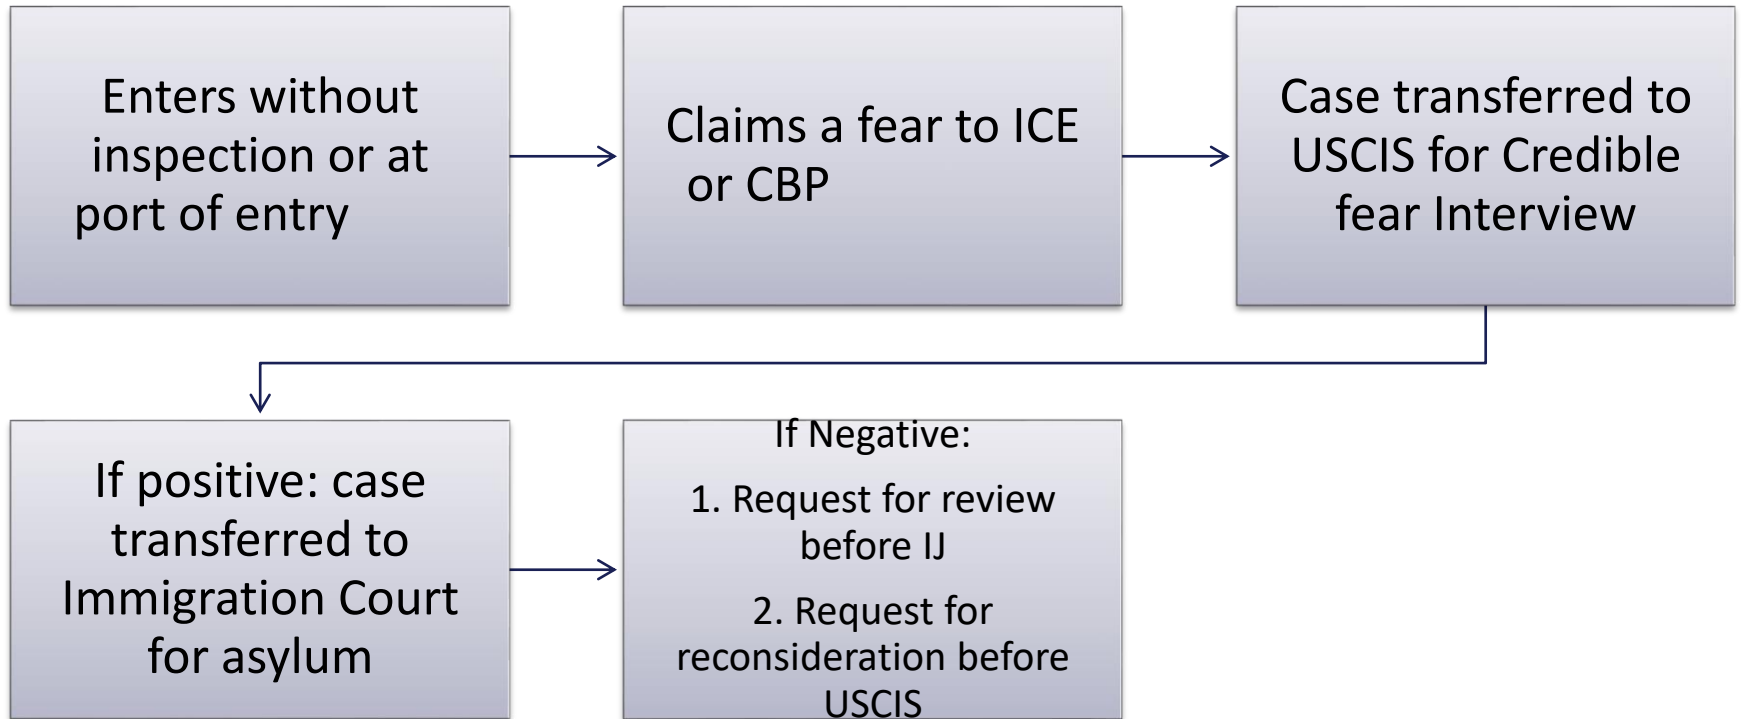 Enters without
inspection or at
port of entry
Claims a fear to ICE
or CBP
Case transferred to
USCIS for Credible
fear Interview
If positive: case
transferred to
Immigration Court
for asylum
If Negative:
1. Request for review
before IJ
2. Request for
reconsideration before
USCIS